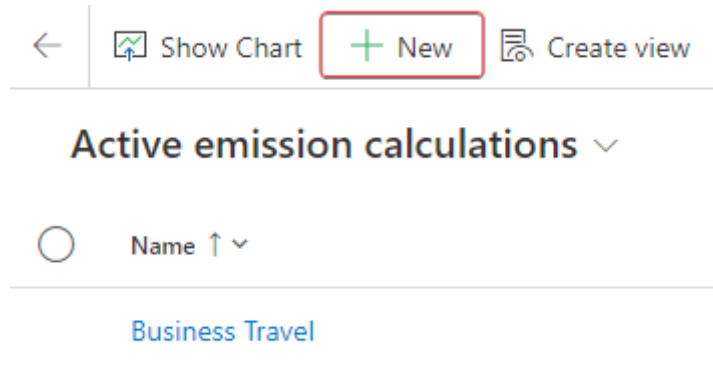 Show Chart New Create view
Active emission calculations
Name
Business Travel